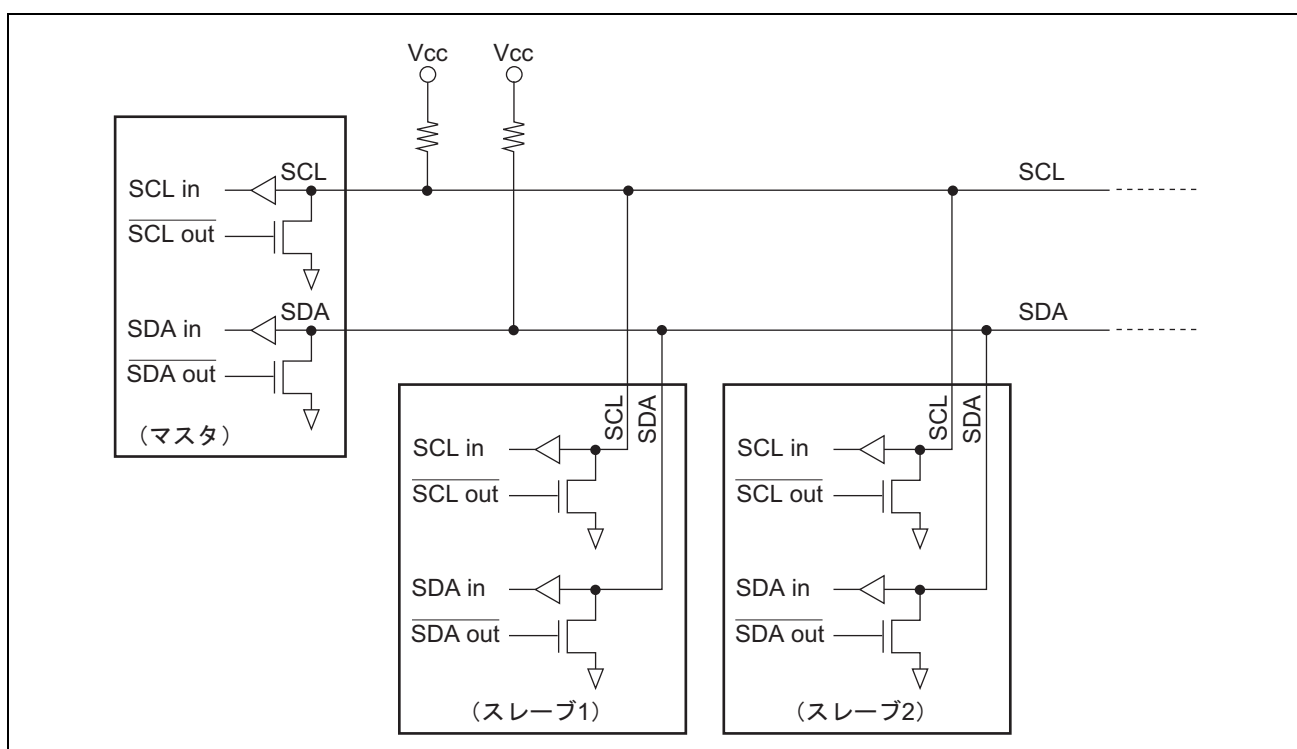 Vcc
Vcc
SCL
SCL in
SCL out
SDA
SDA in
SDA out
(マスタ)
SCL
SDA
SCL
SDA
SCL in
SCL out
SDA in
SDA out
(スレーブ1)
SCL
SDA
SCL in
SCL out
SDA in
SDA out
(スレーブ2)